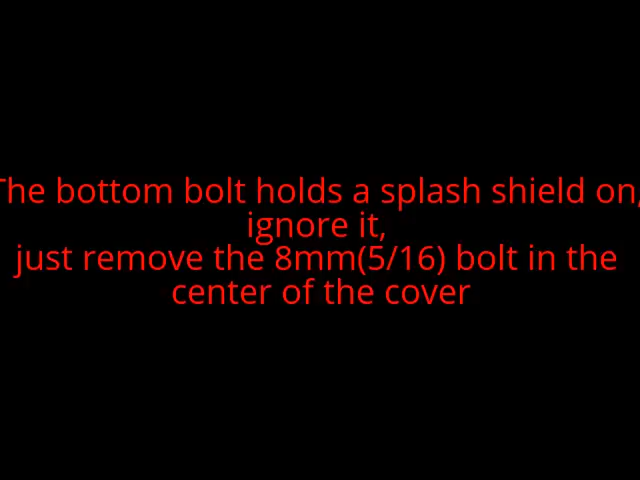 The bottom bolt holds a splash shield on,
ignore it,
just remove the 8mm(5/16) bolt in the
center of the cover